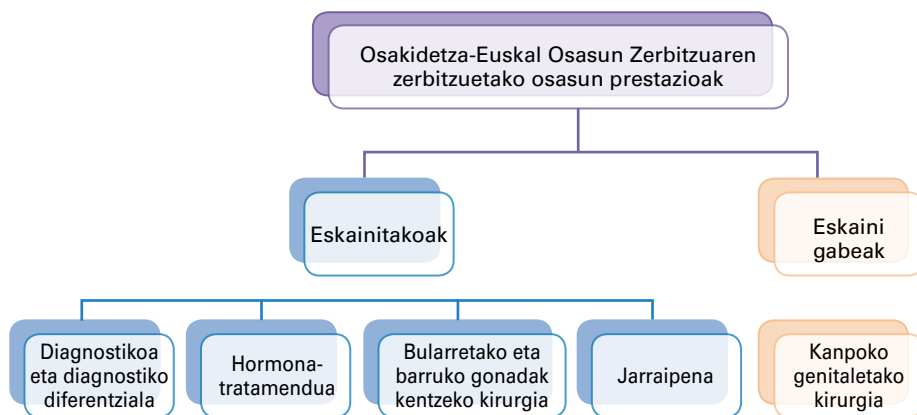 Osakidetza-Euskal Osasun Zerbitzuaren
zerbitzuetako osasun prestazioak
Eskainitakoak
Eskaini
gabeak
Diagnostikoa
eta diagnostiko
diferentziala
Hormona-
tratamendua
Bularretako eta
barruko gonadak
kentzeko kirurgia
Jarraipena
Kanpoko
genitaletako
kirurgia